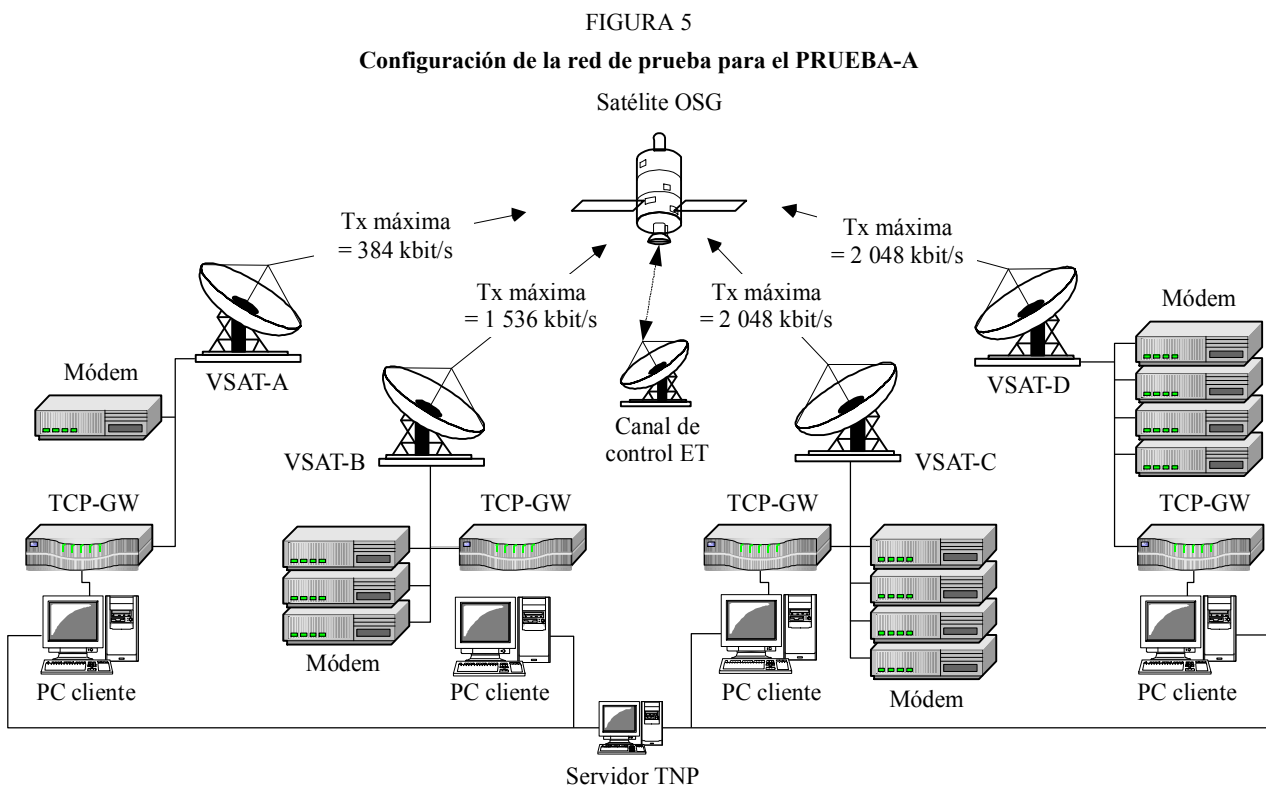 FIGURA 5
Configuración de la red de prueba para el PRUEBA-A
Satélite OSG
Tx máxima
= 384 kbit/s
Tx máxima
= 1 536 kbit/s
Tx máxima
= 2 048 kbit/s
Tx máxima
= 2 048 kbit/s
Módem
VSAT-A
Módem
VSAT-B
Canal de
control ET
VSAT-C
VSAT-D
TCP-GW
TCP-GW
TCP-GW
TCP-GW
PC cliente
Módem
PC cliente
PC cliente
Módem
PC cliente
Servidor TNP